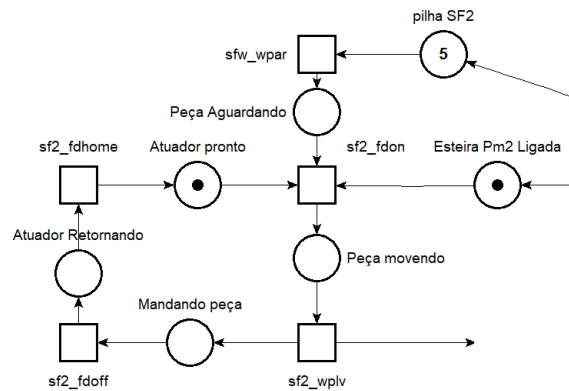 pilha SF2
sfw_wpar
5
Peça Aguardando
sf2_fdhome
Atuador pronto
sf2_fdon
Esteira Pm2 Ligada
Atuador Retornando
Peça movendo
Mandando peça
sf2_fdoff
sf2_wplv